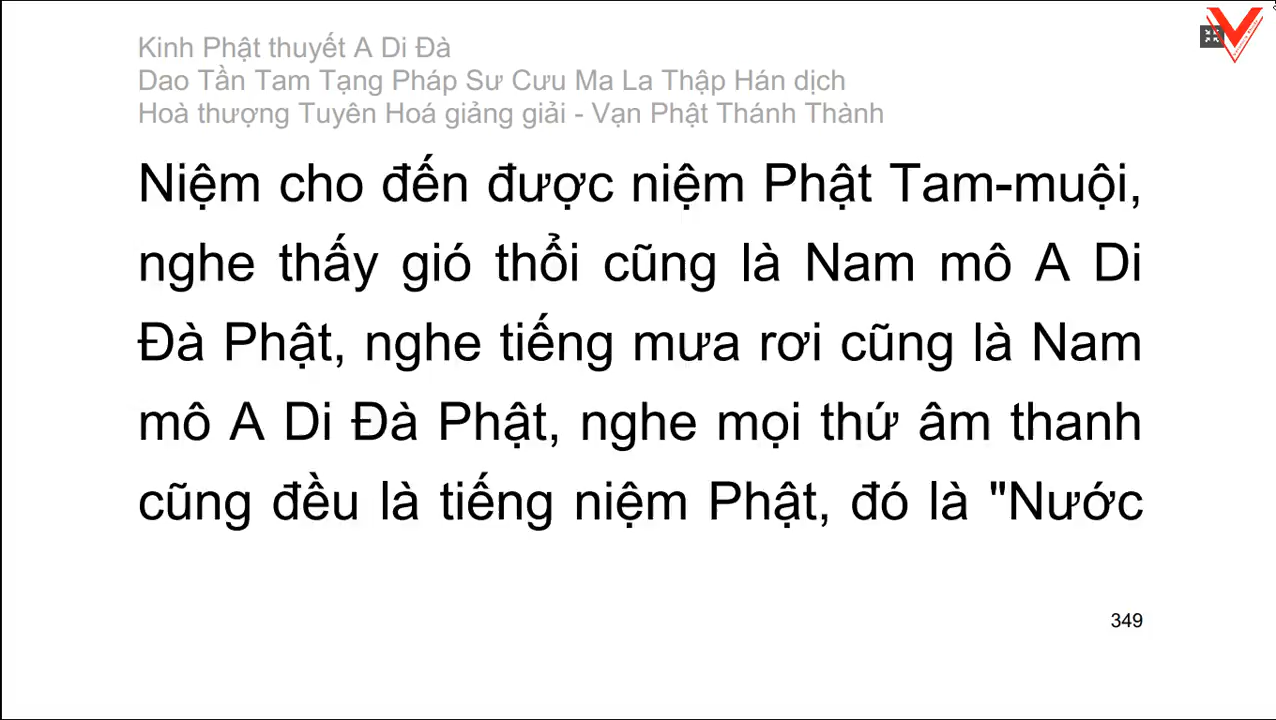 Kinh Phật thuyết A Di Đà
Dao Tần Tam Tạng Pháp Sư Cưu Ma La Thập Hán dịch
Hoà thượng Tuyên Hoá giảng giải - Vạn Phật Thánh Thành
Niệm cho đến được niệm Phật Tam-muội,
nghe thấy gió thổi cũng là Nam mô A Di
Đà Phật, nghe tiếng mưa rơi cũng là Nam
mô A Di Đà Phật, nghe mọi thứ âm thanh
cũng đều là tiếng niệm Phật, đó là "Nước
349